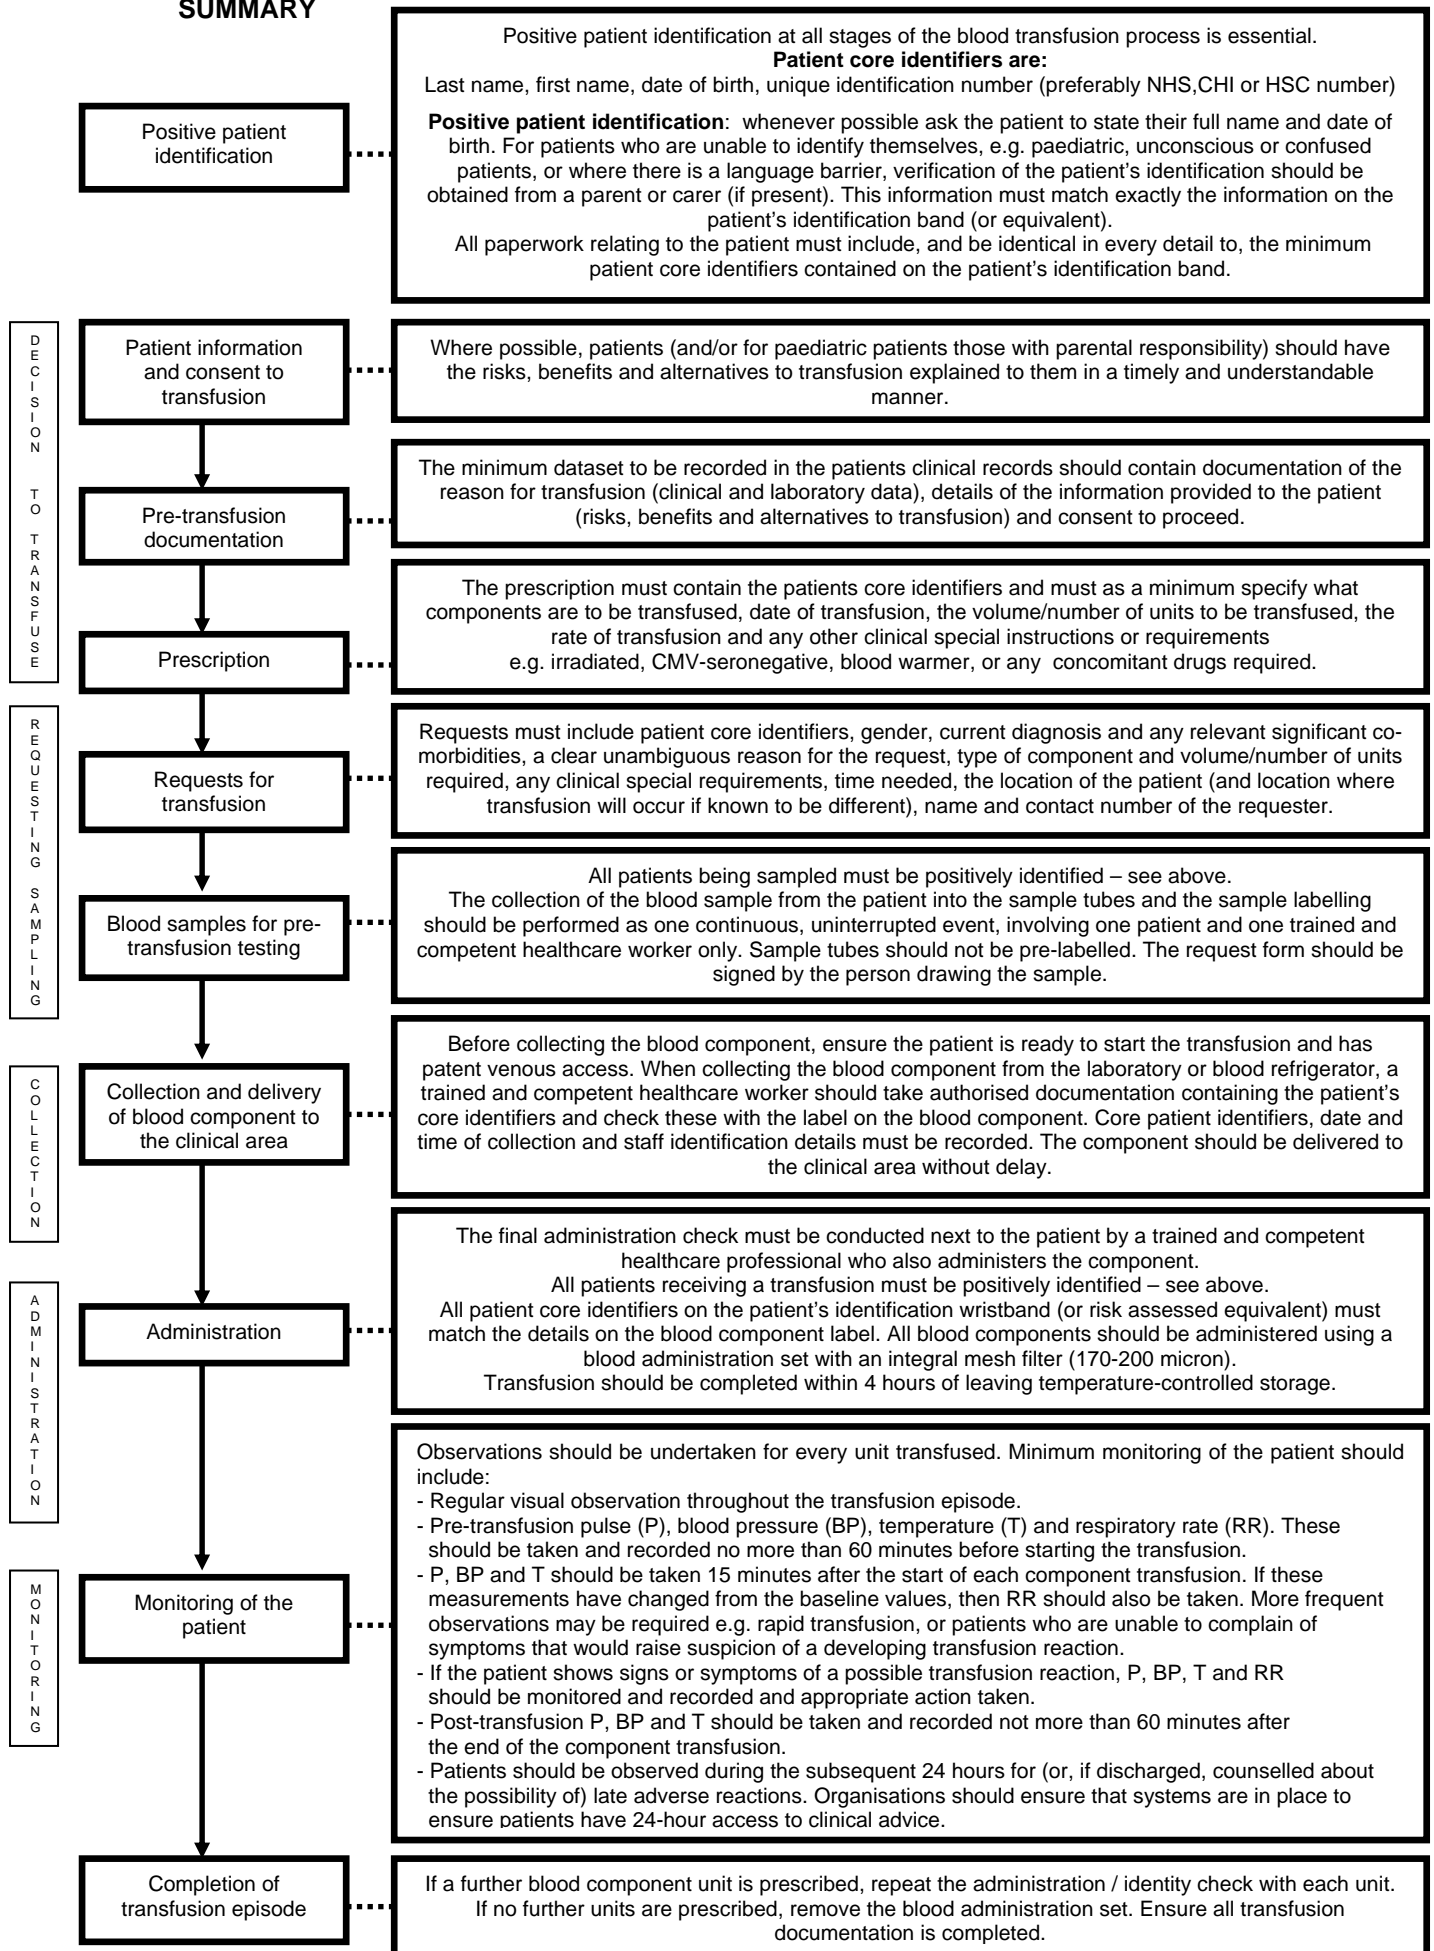 SUMMARY
Positive patient identification at all stages of the blood transfusion process is essential.
Patient core identifiers are:
Last name, first name, date of birth, unique identification number (preferably NHS,CHI or HSC number)
Positive patient identification: whenever possible ask the patient to state their full name and date of
birth. For patients who are unable to identify themselves, e.g. paediatric, unconscious or confused
patients, or where there is a language barrier, verification of the patient's identification should be
obtained from a parent or carer (if present). This information must match exactly the information on the
patient's identification band (or equivalent).
All paperwork relating to the patient must include, and be identical in every detail to, the minimum
patient core identifiers contained on the patient's identification band.
Positive patient
identification
DECISION TO TRANSFUSE
Patient information
and consent to
transfusion
Where possible, patients (and/or for paediatric patients those with parental responsibility) should have
the risks, benefits and alternatives to transfusion explained to them in a timely and understandable
manner.
Pre-transfusion
documentation
The minimum dataset to be recorded in the patients clinical records should contain documentation of the
reason for transfusion (clinical and laboratory data), details of the information provided to the patient
(risks, benefits and alternatives to transfusion) and consent to proceed.
Prescription
The prescription must contain the patients core identifiers and must as a minimum specify what
components are to be transfused, date of transfusion, the volume/number of units to be transfused, the
rate of transfusion and any other clinical special instructions or requirements
e.g. irradiated, CMV-seronegative, blood warmer, or any concomitant drugs required.
REQUESTING SAMPLING
Requests for
transfusion
Requests must include patient core identifiers, gender, current diagnosis and any relevant significant co-
morbidities, a clear unambiguous reason for the request, type of component and volume/number of units
required, any clinical special requirements, time needed, the location of the patient (and location where
transfusion will occur if known to be different), name and contact number of the requester.
Blood samples for pre-
transfusion testing
All patients being sampled must be positively identified – see above.
The collection of the blood sample from the patient into the sample tubes and the sample labelling
should be performed as one continuous, uninterrupted event, involving one patient and one trained and
competent healthcare worker only. Sample tubes should not be pre-labelled. The request form should be
signed by the person drawing the sample.
COLLECTION
Collection and delivery
of blood component to
the clinical area
Before collecting the blood component, ensure the patient is ready to start the transfusion and has
patent venous access. When collecting the blood component from the laboratory or blood refrigerator, a
trained and competent healthcare worker should take authorised documentation containing the patient's
core identifiers and check these with the label on the blood component. Core patient identifiers, date and
time of collection and staff identification details must be recorded. The component should be delivered to
the clinical area without delay.
ADMINISTRATION
Administration
The final administration check must be conducted next to the patient by a trained and competent
healthcare professional who also administers the component.
All patients receiving a transfusion must be positively identified – see above.
All patient core identifiers on the patient's identification wristband (or risk assessed equivalent) must
match the details on the blood component label. All blood components should be administered using a
blood administration set with an integral mesh filter (170-200 micron).
Transfusion should be completed within 4 hours of leaving temperature-controlled storage.
MONITORING
Monitoring of the
patient
Observations should be undertaken for every unit transfused. Minimum monitoring of the patient should
include:
- Regular visual observation throughout the transfusion episode.
- Pre-transfusion pulse (P), blood pressure (BP), temperature (T) and respiratory rate (RR). These
should be taken and recorded no more than 60 minutes before starting the transfusion.
- P, BP and T should be taken 15 minutes after the start of each component transfusion. If these
measurements have changed from the baseline values, then RR should also be taken. More frequent
observations may be required e.g. rapid transfusion, or patients who are unable to complain of
symptoms that would raise suspicion of a developing transfusion reaction.
- If the patient shows signs or symptoms of a possible transfusion reaction, P, BP, T and RR
should be monitored and recorded and appropriate action taken.
- Post-transfusion P, BP and T should be taken and recorded not more than 60 minutes after
the end of the component transfusion.
- Patients should be observed during the subsequent 24 hours for (or, if discharged, counselled about
the possibility of) late adverse reactions. Organisations should ensure that systems are in place to
ensure patients have 24-hour access to clinical advice.
Completion of
transfusion episode
If a further blood component unit is prescribed, repeat the administration / identity check with each unit.
If no further units are prescribed, remove the blood administration set. Ensure all transfusion
documentation is completed.